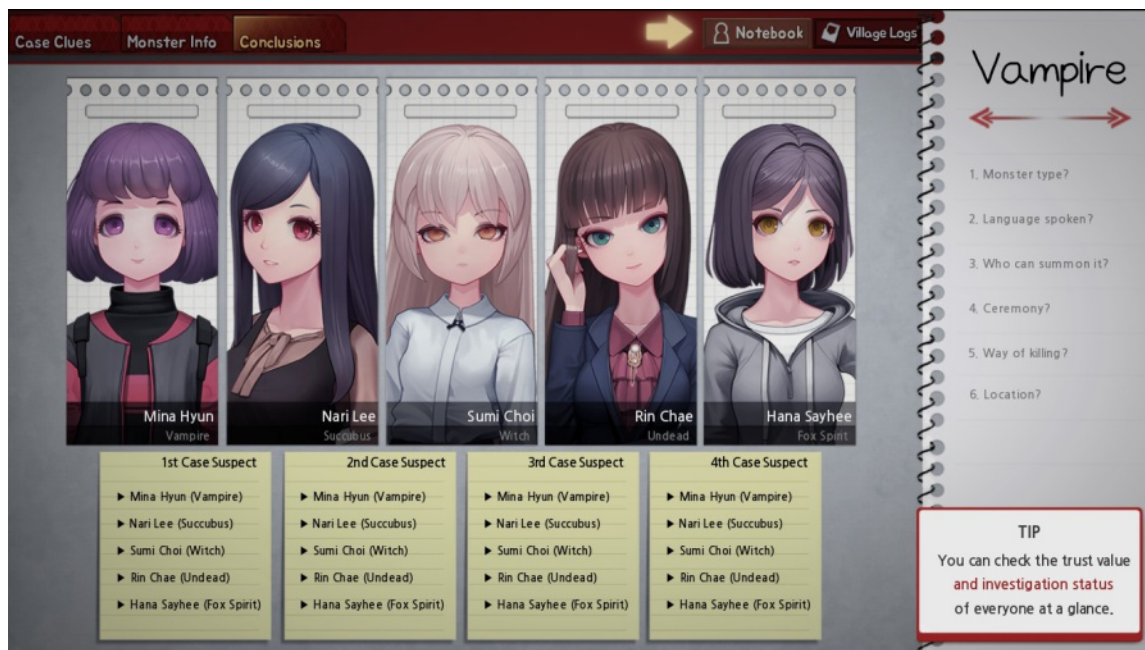 Case Clues
Monster Info
Conclusions
Notebook
Village Logs
Mina Hyun
Vampire
Nari Lee
Succubus
Sumi Choi
Witch
Rin Chae
Undead
Hana Sayhee
Fox Spirit
1st Case Suspect
Mina Hyun (Vampire)
Nari Lee (Succubus)
Sumi Choi (Witch)
Rin Chae (Undead)
Hana Sayhee (Fox Spirit)
2nd Case Suspect
Mina Hyun (Vampire)
Nari Lee (Succubus)
Sumi Choi (Witch)
Rin Chae (Undead)
Hana Sayhee (Fox Spirit)
3rd Case Suspect
Mina Hyun (Vampire)
Nari Lee (Succubus)
Sumi Choi (Witch)
Rin Chae (Undead)
Hana Sayhee (Fox Spirit)
4th Case Suspect
Mina Hyun (Vampire)
Nari Lee (Succubus)
Sumi Choi (Witch)
Rin Chae (Undead)
Hana Sayhee (Fox Spirit)
Vampire
1. Monster type?
2. Language spoken?
3. Who can summon it?
4. Ceremony?
5. Way of killing?
6. Location?
TIP
You can check the trust value
and investigation status
of everyone at a glance.